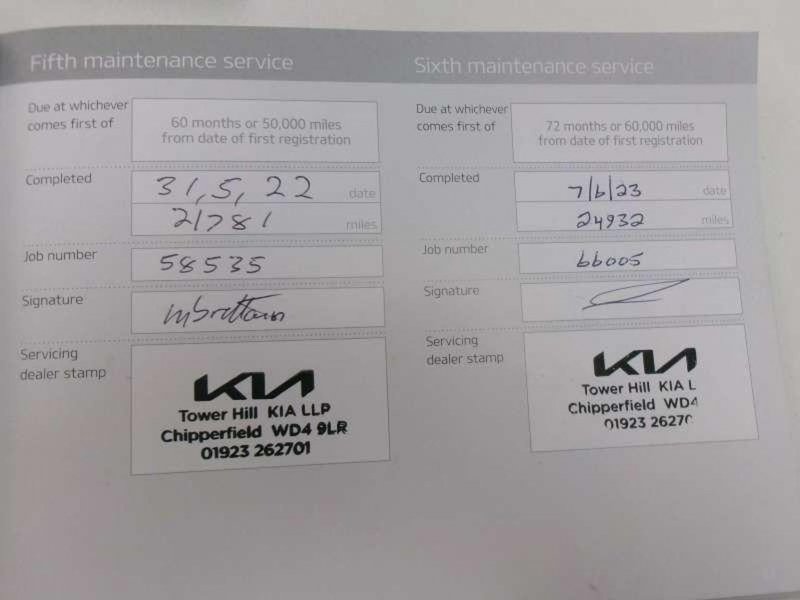 Fifth maintenance service
Due at whichever
comes first of
60 months or 50,000 miles
from date of first registration
Completed
31,5,22 date
21781 miles
Job number
58535
Signature
Servicing
dealer stamp
KIA
Tower Hill KIA LLP
Chipperfield WD4 9LR
01923 262701
Sixth maintenance service
Due at whichever
comes first of
72 months or 60,000 miles
from date of first registration
Completed
7/6/23 date
24932 miles
Job number
66005
Signature
Servicing
dealer stamp
KIA
Tower Hill KIA L
Chipperfield WD4
01923 2627